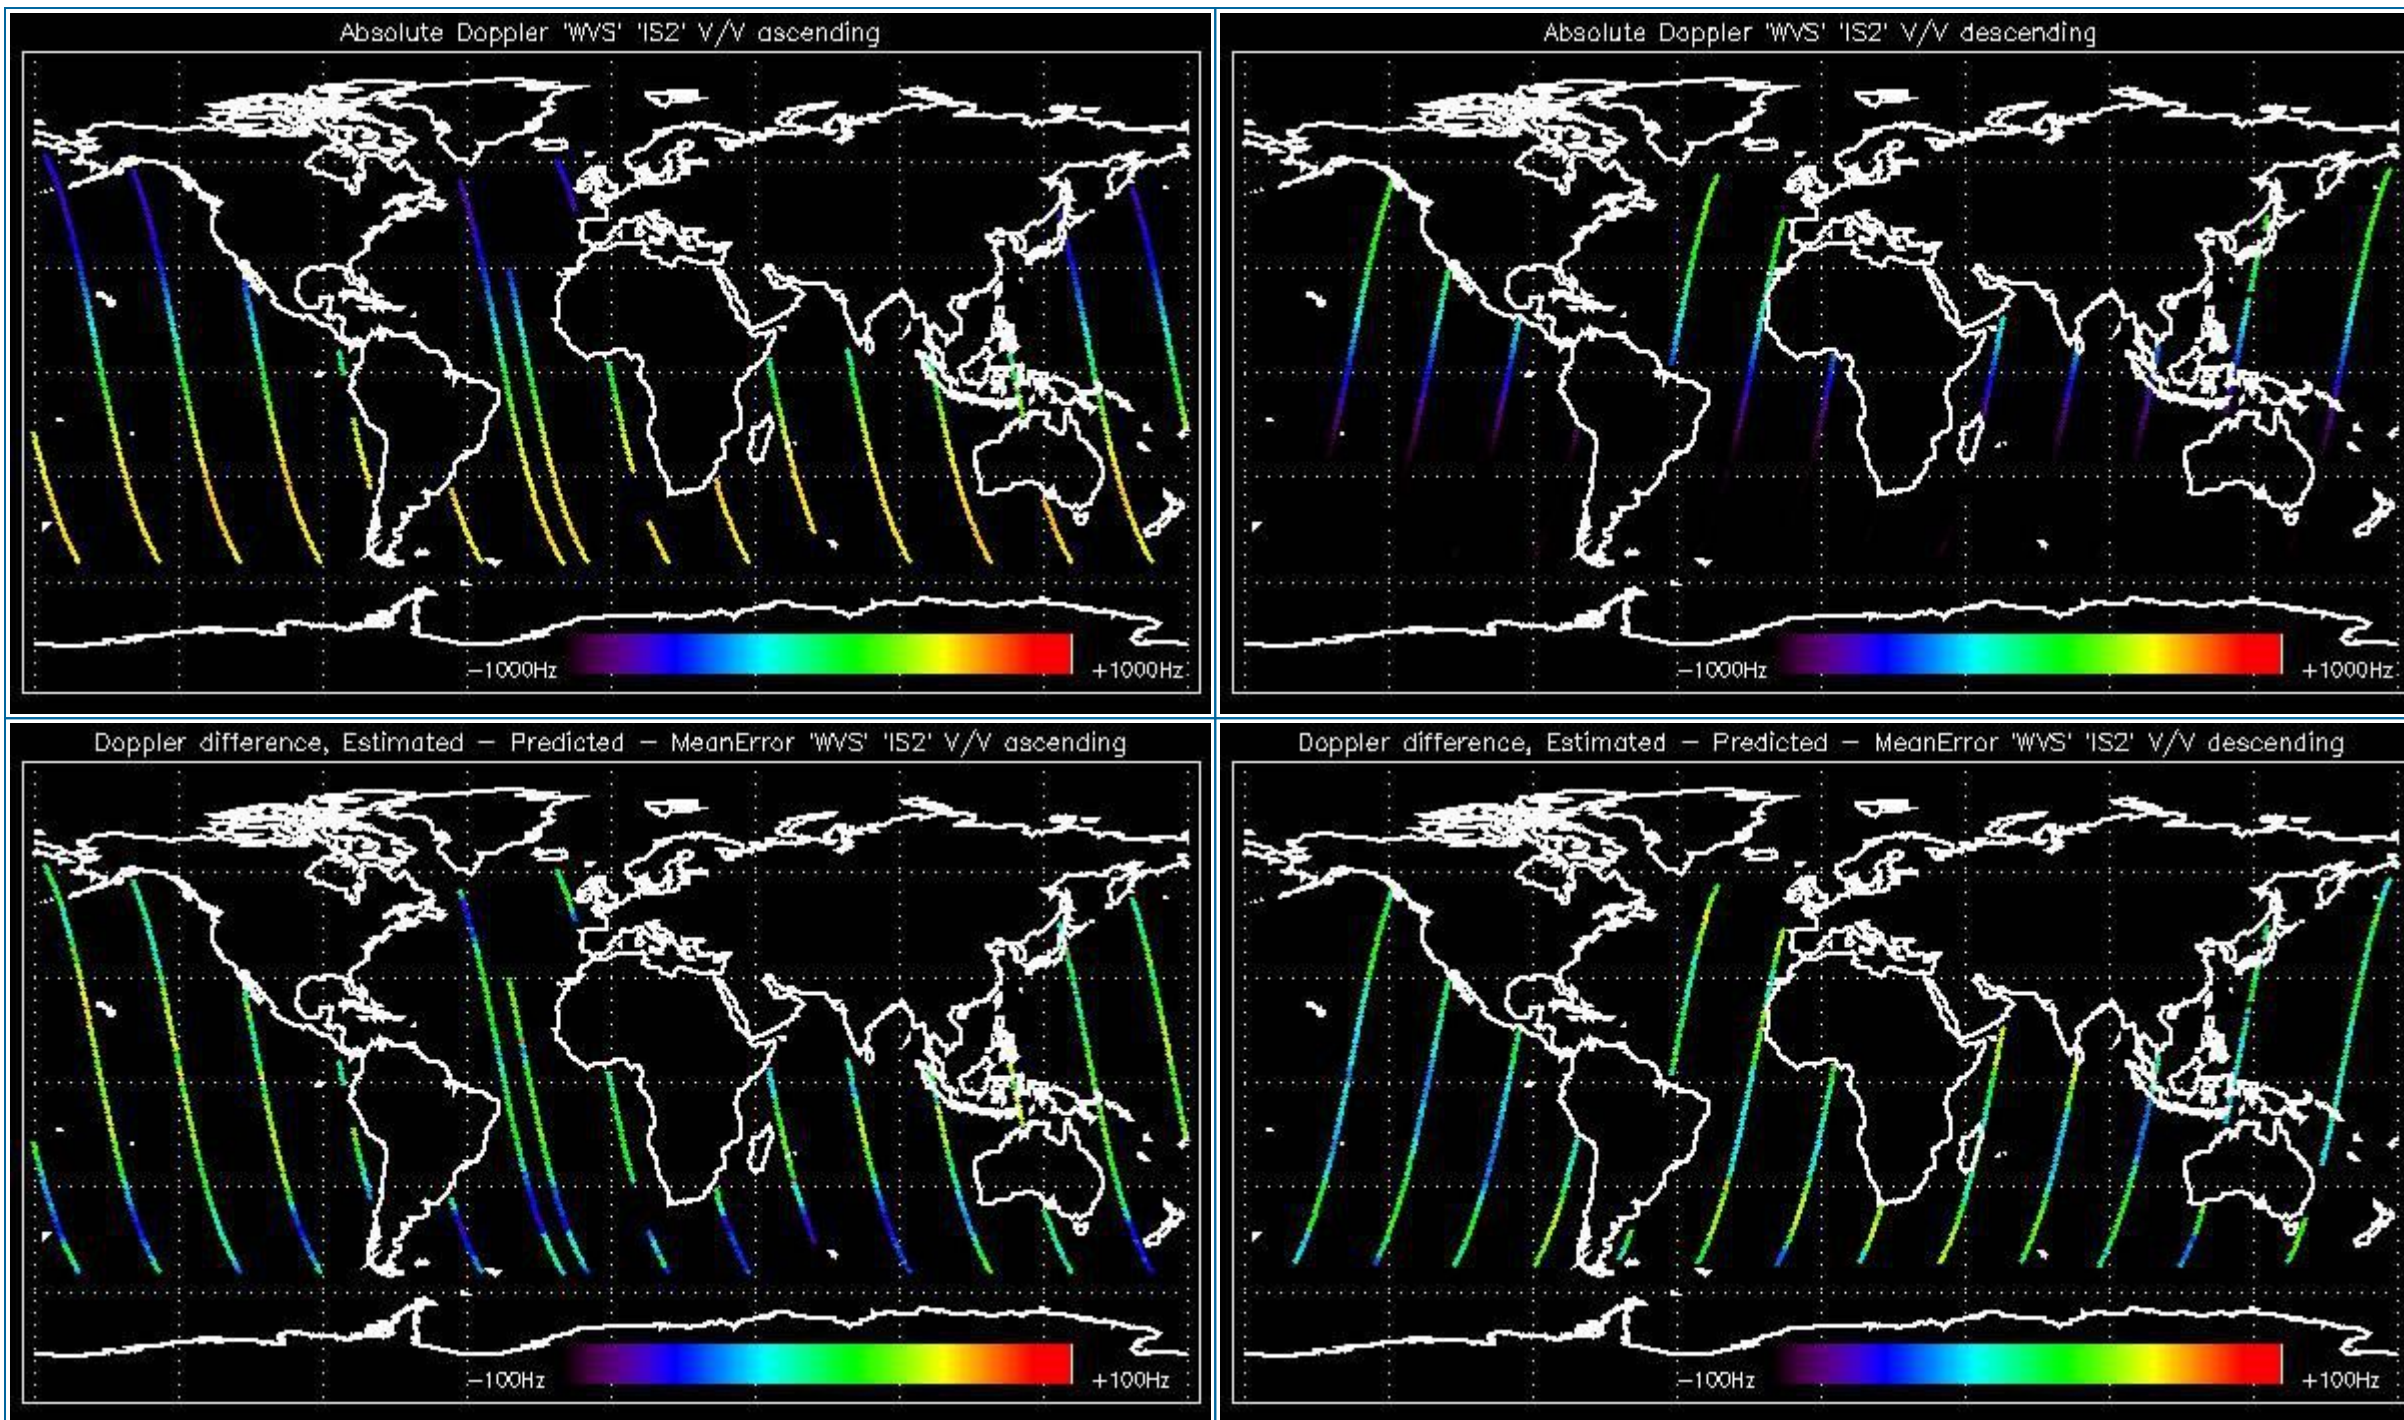 Absolute Doppler 'WVS' 'IS2' V/V ascending
-1000Hz
+1000Hz
Absolute Doppler 'WVS' 'IS2' V/V descending
-1000Hz
+1000Hz
Doppler difference, Estimated - Predicted - MeanError 'WVS' 'IS2' V/V ascending
-100Hz
+100Hz
Doppler difference, Estimated - Predicted - MeanError 'WVS' 'IS2' V/V descending
-100Hz
+100Hz